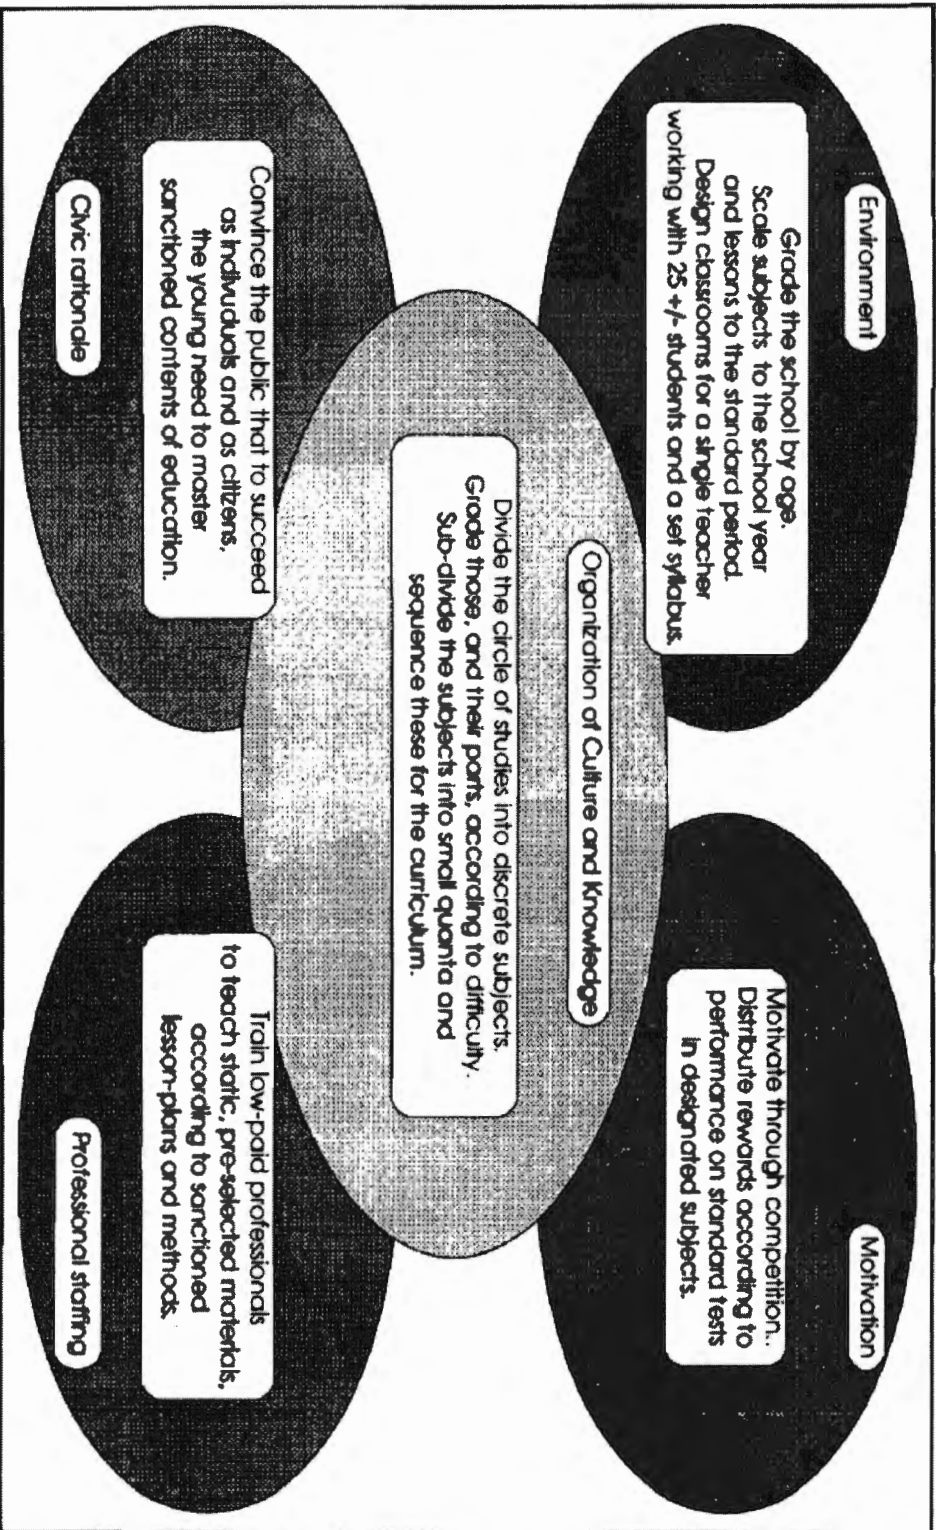 Environment
Grade the school by age.
Scale subjects to the school year
and lessons to the standard period.
Design classrooms for a single teacher
working with 25 +/- students and a set syllabus.
Motivation
Motivate through competition.
Distribute rewards according to
performance on standard tests
in designated subjects.
Organization of Culture and Knowledge
Divide the circle of studies into discrete subjects.
Grade those, and their parts, according to difficulty.
Sub-divide the subjects into small quanta and
sequence these for the curriculum.
Convince the public that to succeed
as indivuduals and as citizens,
the young need to master
sanctioned contents of education.
Civic rationale
Train low-paid professionals
to teach static, pre-selected materials,
according to sanctioned
lesson-plans and methods.
Professional staffing